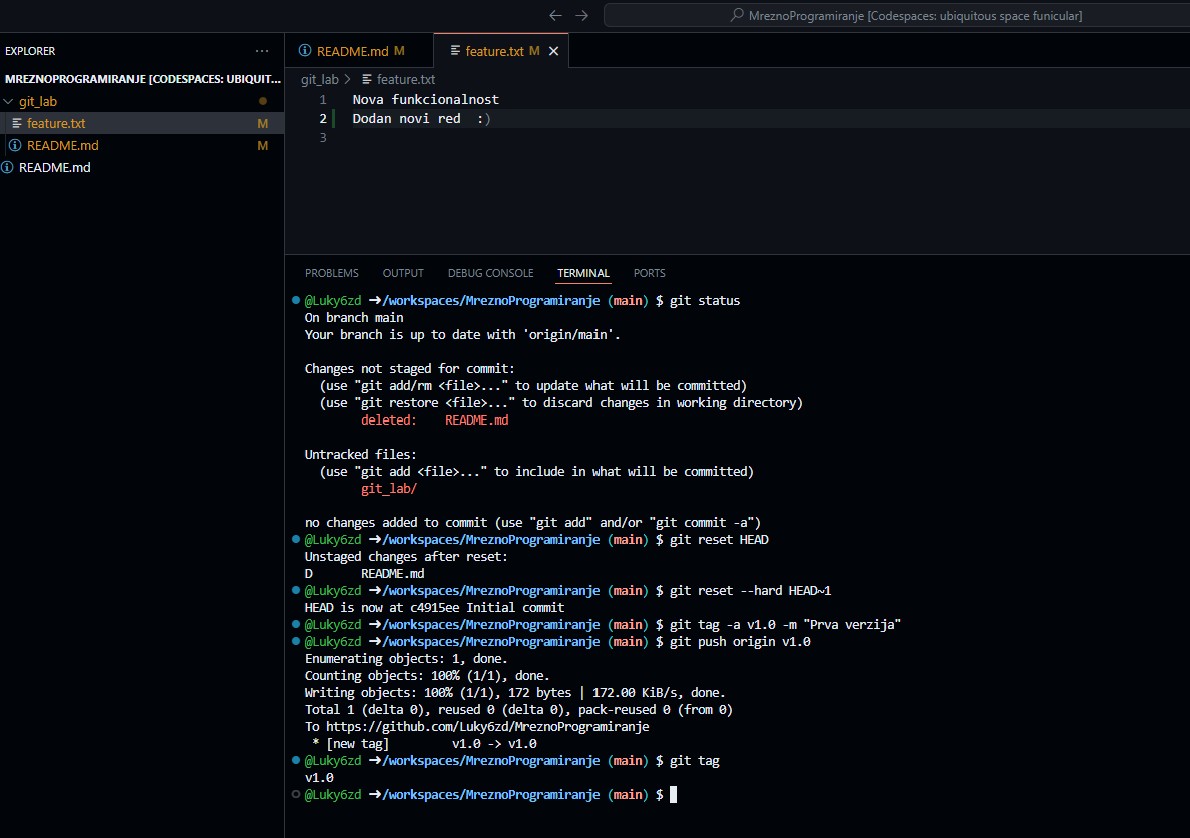 MreznoProgramiranje [Codespaces: ubiquitous space funicular]
EXPLORER
MREZNOPROGRAMIRANJE [CODESPACES: UBIQUIT...
git_lab
feature.txt M
README.md M
README.md
README.md M
feature.txt M
git_lab > feature.txt
1 Nova funkcionalnost
2 Dodan novi red  :)
3
PROBLEMS OUTPUT DEBUG CONSOLE TERMINAL PORTS
@Luky6zd ➜/workspaces/MreznoProgramiranje (main) $ git status
On branch main
Your branch is up to date with 'origin/main'.
Changes not staged for commit:
  (use "git add/rm <file>..." to update what will be committed)
  (use "git restore <file>..." to discard changes in working directory)
        deleted:    README.md
Untracked files:
  (use "git add <file>..." to include in what will be committed)
        git_lab/
no changes added to commit (use "git add" and/or "git commit -a")
@Luky6zd ➜/workspaces/MreznoProgramiranje (main) $ git reset HEAD
Unstaged changes after reset:
D       README.md
@Luky6zd ➜/workspaces/MreznoProgramiranje (main) $ git reset --hard HEAD~1
HEAD is now at c4915ee Initial commit
@Luky6zd ➜/workspaces/MreznoProgramiranje (main) $ git tag -a v1.0 -m "Prva verzija"
@Luky6zd ➜/workspaces/MreznoProgramiranje (main) $ git push origin v1.0
Enumerating objects: 1, done.
Counting objects: 100% (1/1), done.
Writing objects: 100% (1/1), 172 bytes | 172.00 KiB/s, done.
Total 1 (delta 0), reused 0 (delta 0), pack-reused 0 (from 0)
To https://github.com/Luky6zd/MreznoProgramiranje
 * [new tag]         v1.0 -> v1.0
@Luky6zd ➜/workspaces/MreznoProgramiranje (main) $ git tag
v1.0
@Luky6zd ➜/workspaces/MreznoProgramiranje (main) $